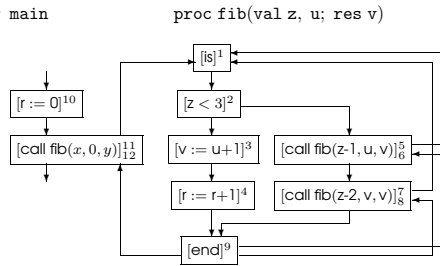 main
proc fib(val z, u; res v)
[is]¹
[r := 0]¹⁰
[z < 3]²
[call fib(x, 0, y)]¹¹₁₂
[v := u+1]³
[call fib(z-1, u, v)]⁵₆
[r := r+1]⁴
[call fib(z-2, v, v)]⁷₈
[end]⁹